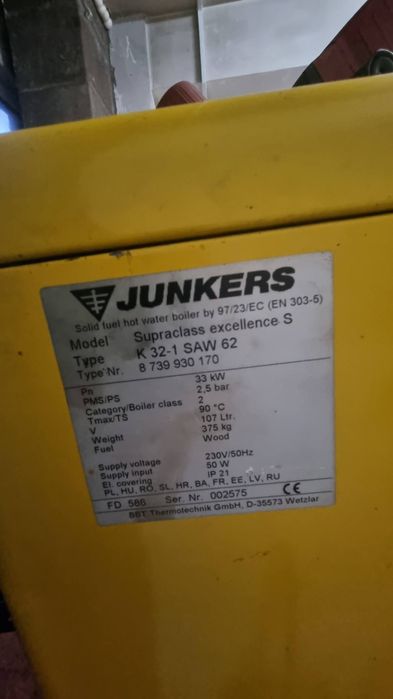 JUNKERS
Solid fuel hot water boiler by 97/23/EC (EN 303-5)
Model Supraclass excellence S
Type K 32-1 SAW 62
Type Nr. 8 739 930 170
Pn 33 kW
PMS/PS 2,5 bar
Category/Boiler class 2
Tmax/TS 90 °C
V 107 Ltr.
Weight 375 kg
Fuel Wood
Supply voltage 230V/50Hz
Supply input 50 W
El. covering IP 21
PL, HU, RO, SL, HR, BA, FR, EE, LV, RU CE
FD 586 Ser. Nr. 002575
BBT Thermotechnik GmbH, D-35573 Wetzlar